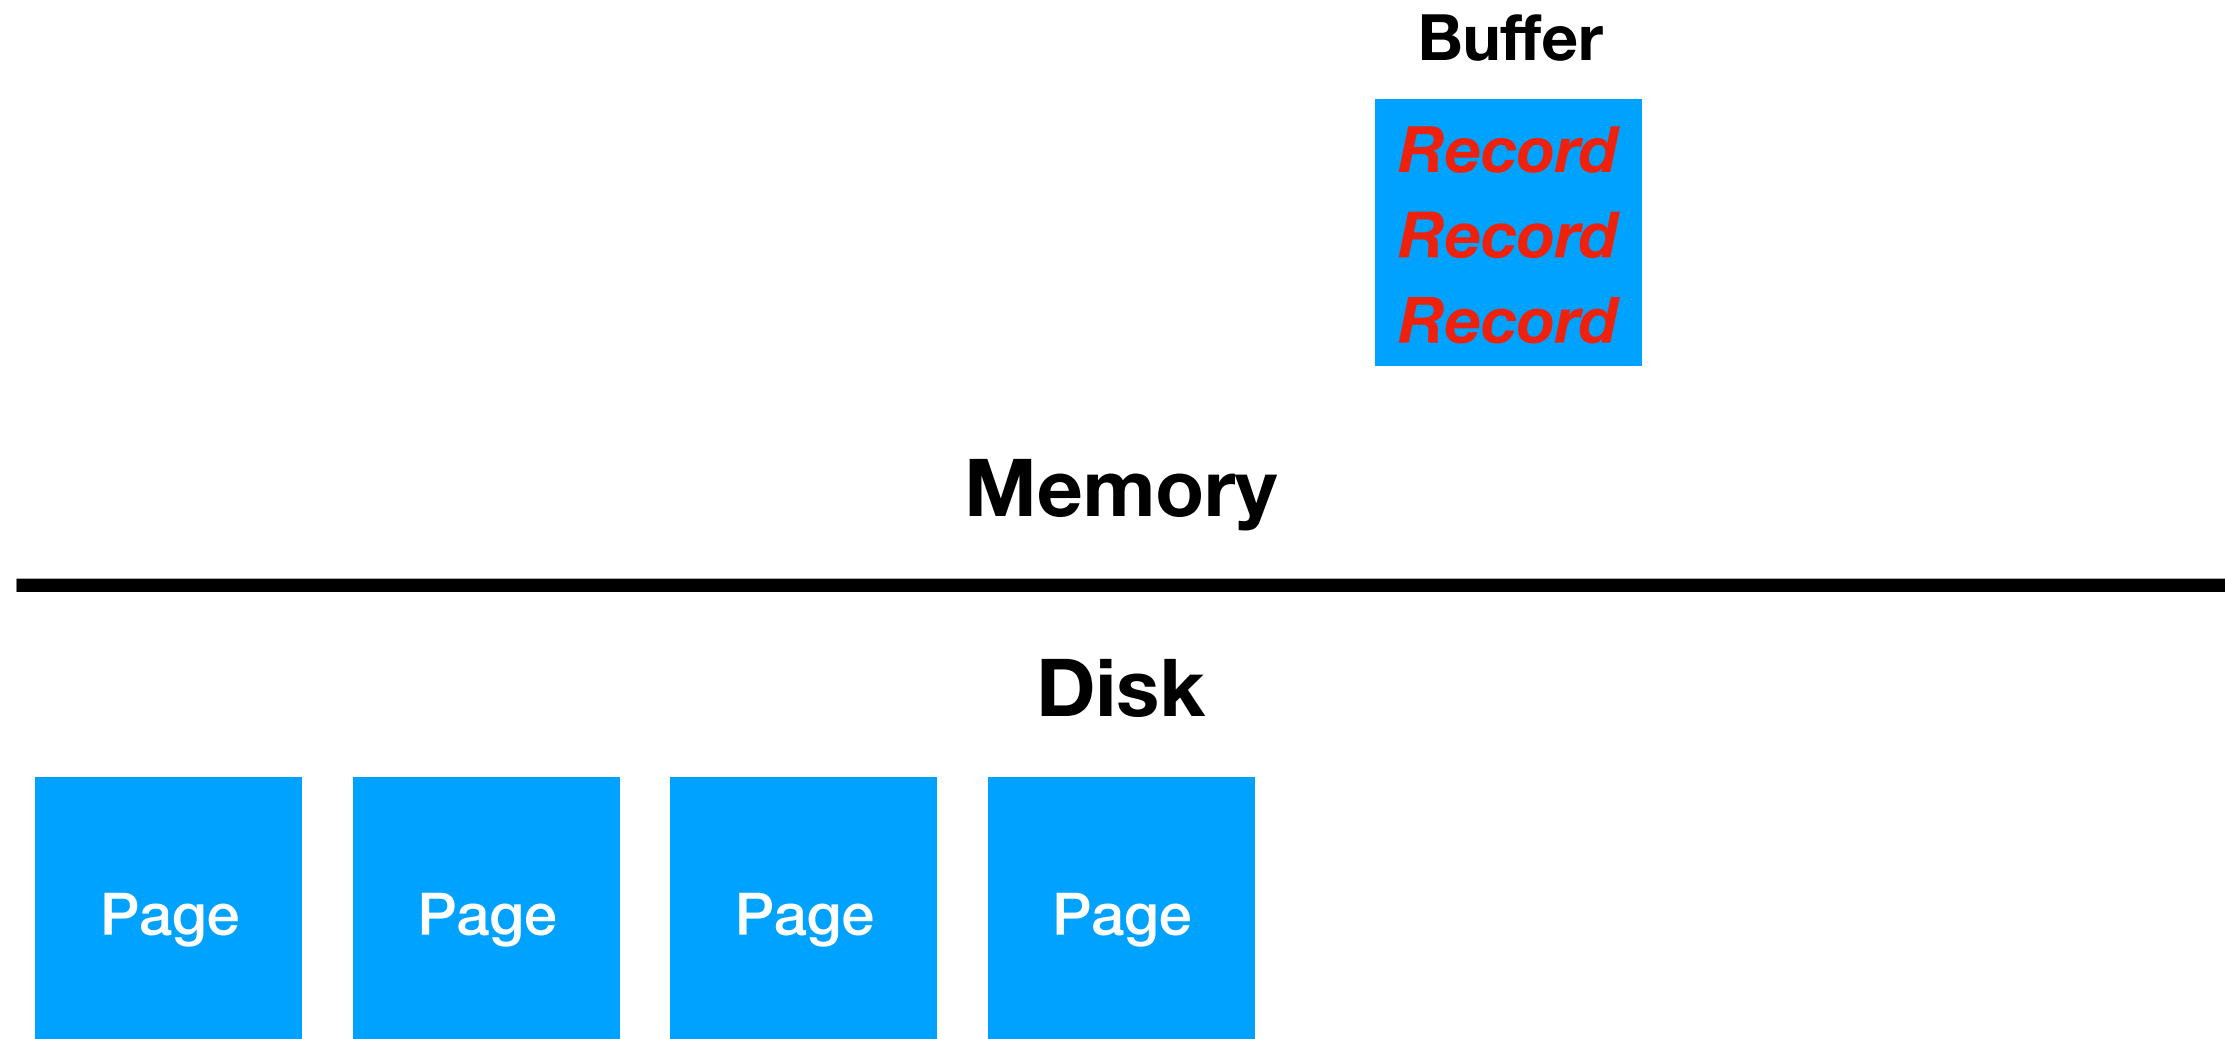 Buffer
Record
Record
Record
Memory
Disk
Page Page Page Page